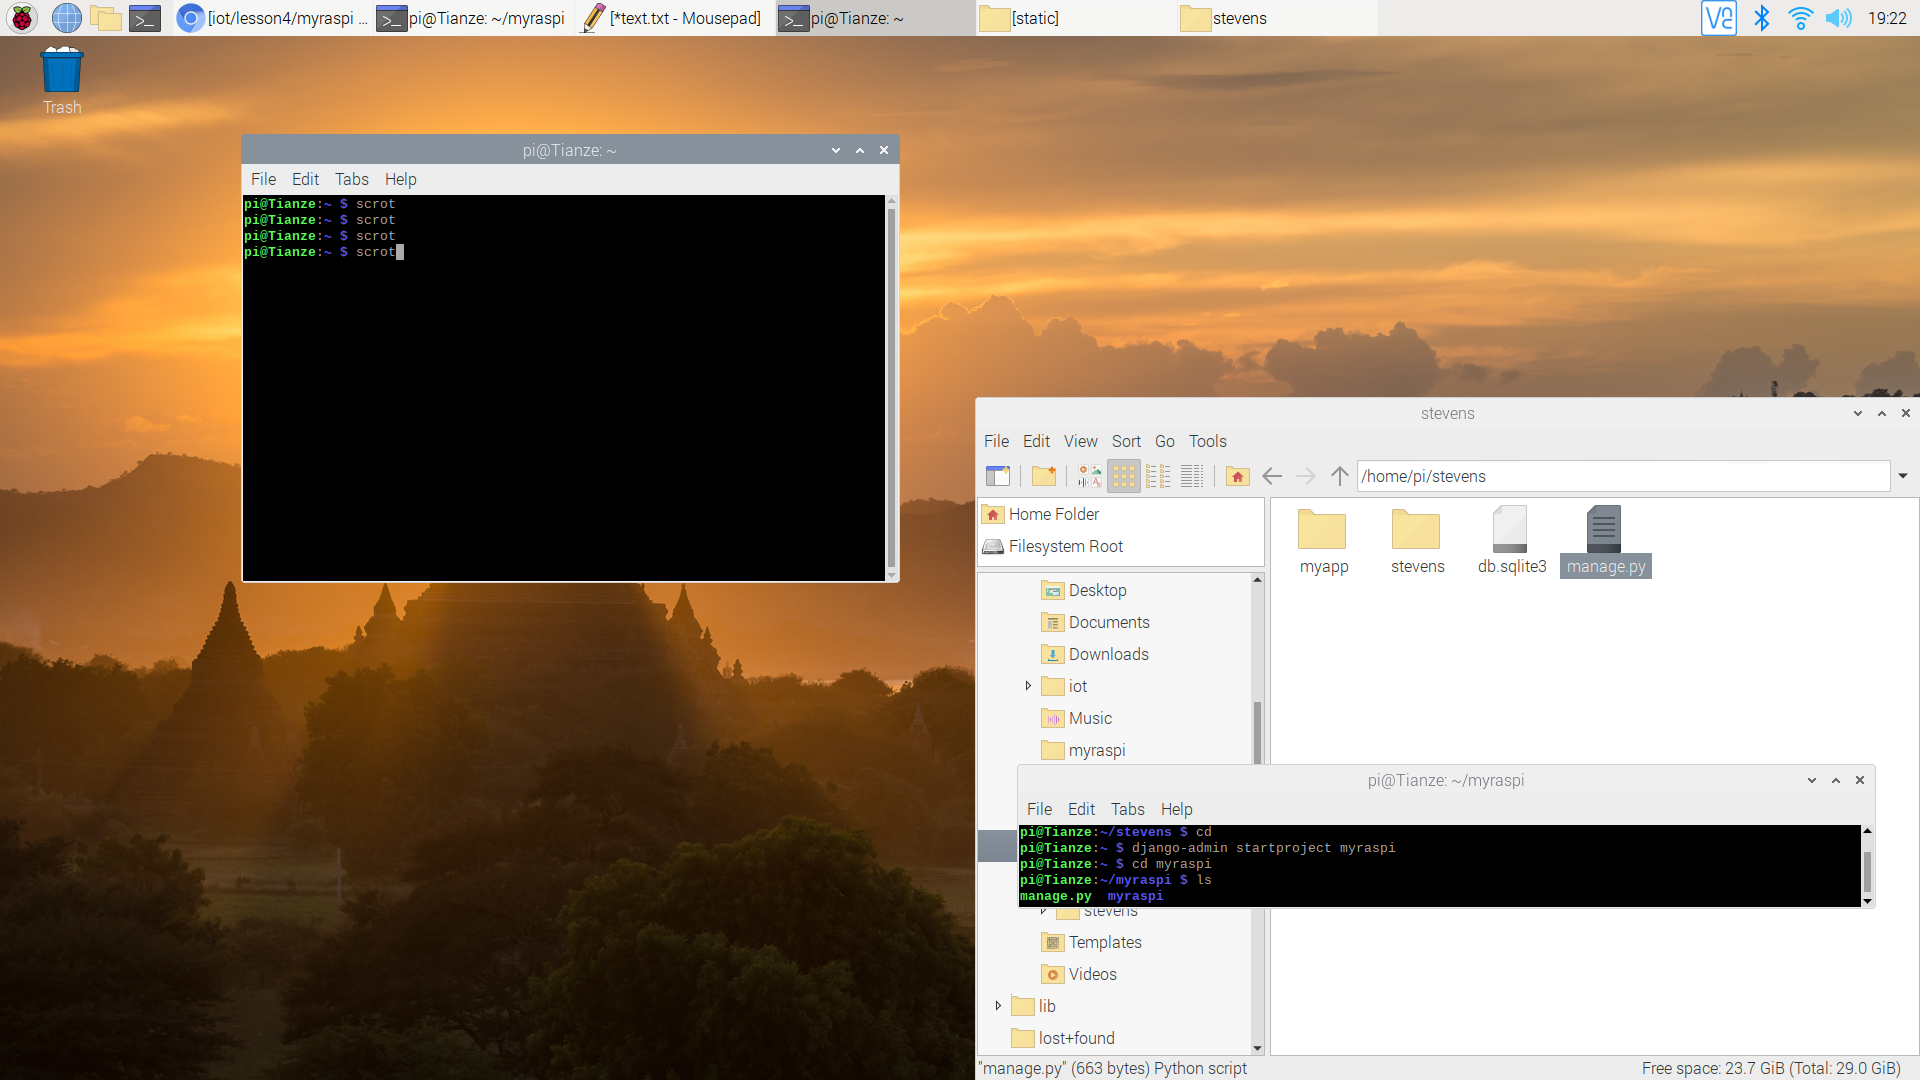 [iot/lesson4/myraspi ...
pi@Tianze: ~/myraspi
[*text.txt - Mousepad]
pi@Tianze: ~
[static]
stevens
19:22
Trash
pi@Tianze: ~
File Edit Tabs Help
pi@Tianze:~ $ scrot
pi@Tianze:~ $ scrot
pi@Tianze:~ $ scrot
pi@Tianze:~ $ scrot
stevens
File Edit View Sort Go Tools
/home/pi/stevens
Home Folder
Filesystem Root
Desktop
Documents
Downloads
iot
Music
myraspi
myapp
stevens
db.sqlite3
manage.py
pi@Tianze: ~/myraspi
File Edit Tabs Help
pi@Tianze:~/stevens $ cd
pi@Tianze:~ $ django-admin startproject myraspi
pi@Tianze:~ $ cd myraspi
pi@Tianze:~/myraspi $ ls
manage.py  myraspi
stevens
Templates
Videos
lib
lost+found
"manage.py" (663 bytes) Python script
Free space: 23.7 GiB (Total: 29.0 GiB)